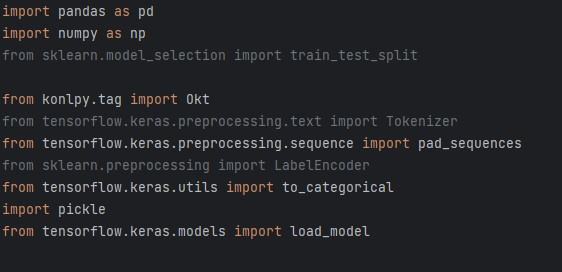 import pandas as pd
import numpy as np
from sklearn.model_selection import train_test_split
from konlpy.tag import Okt
from tensorflow.keras.preprocessing.text import Tokenizer
from tensorflow.keras.preprocessing.sequence import pad_sequences
from sklearn.preprocessing import LabelEncoder
from tensorflow.keras.utils import to_categorical
import pickle
from tensorflow.keras.models import load_model